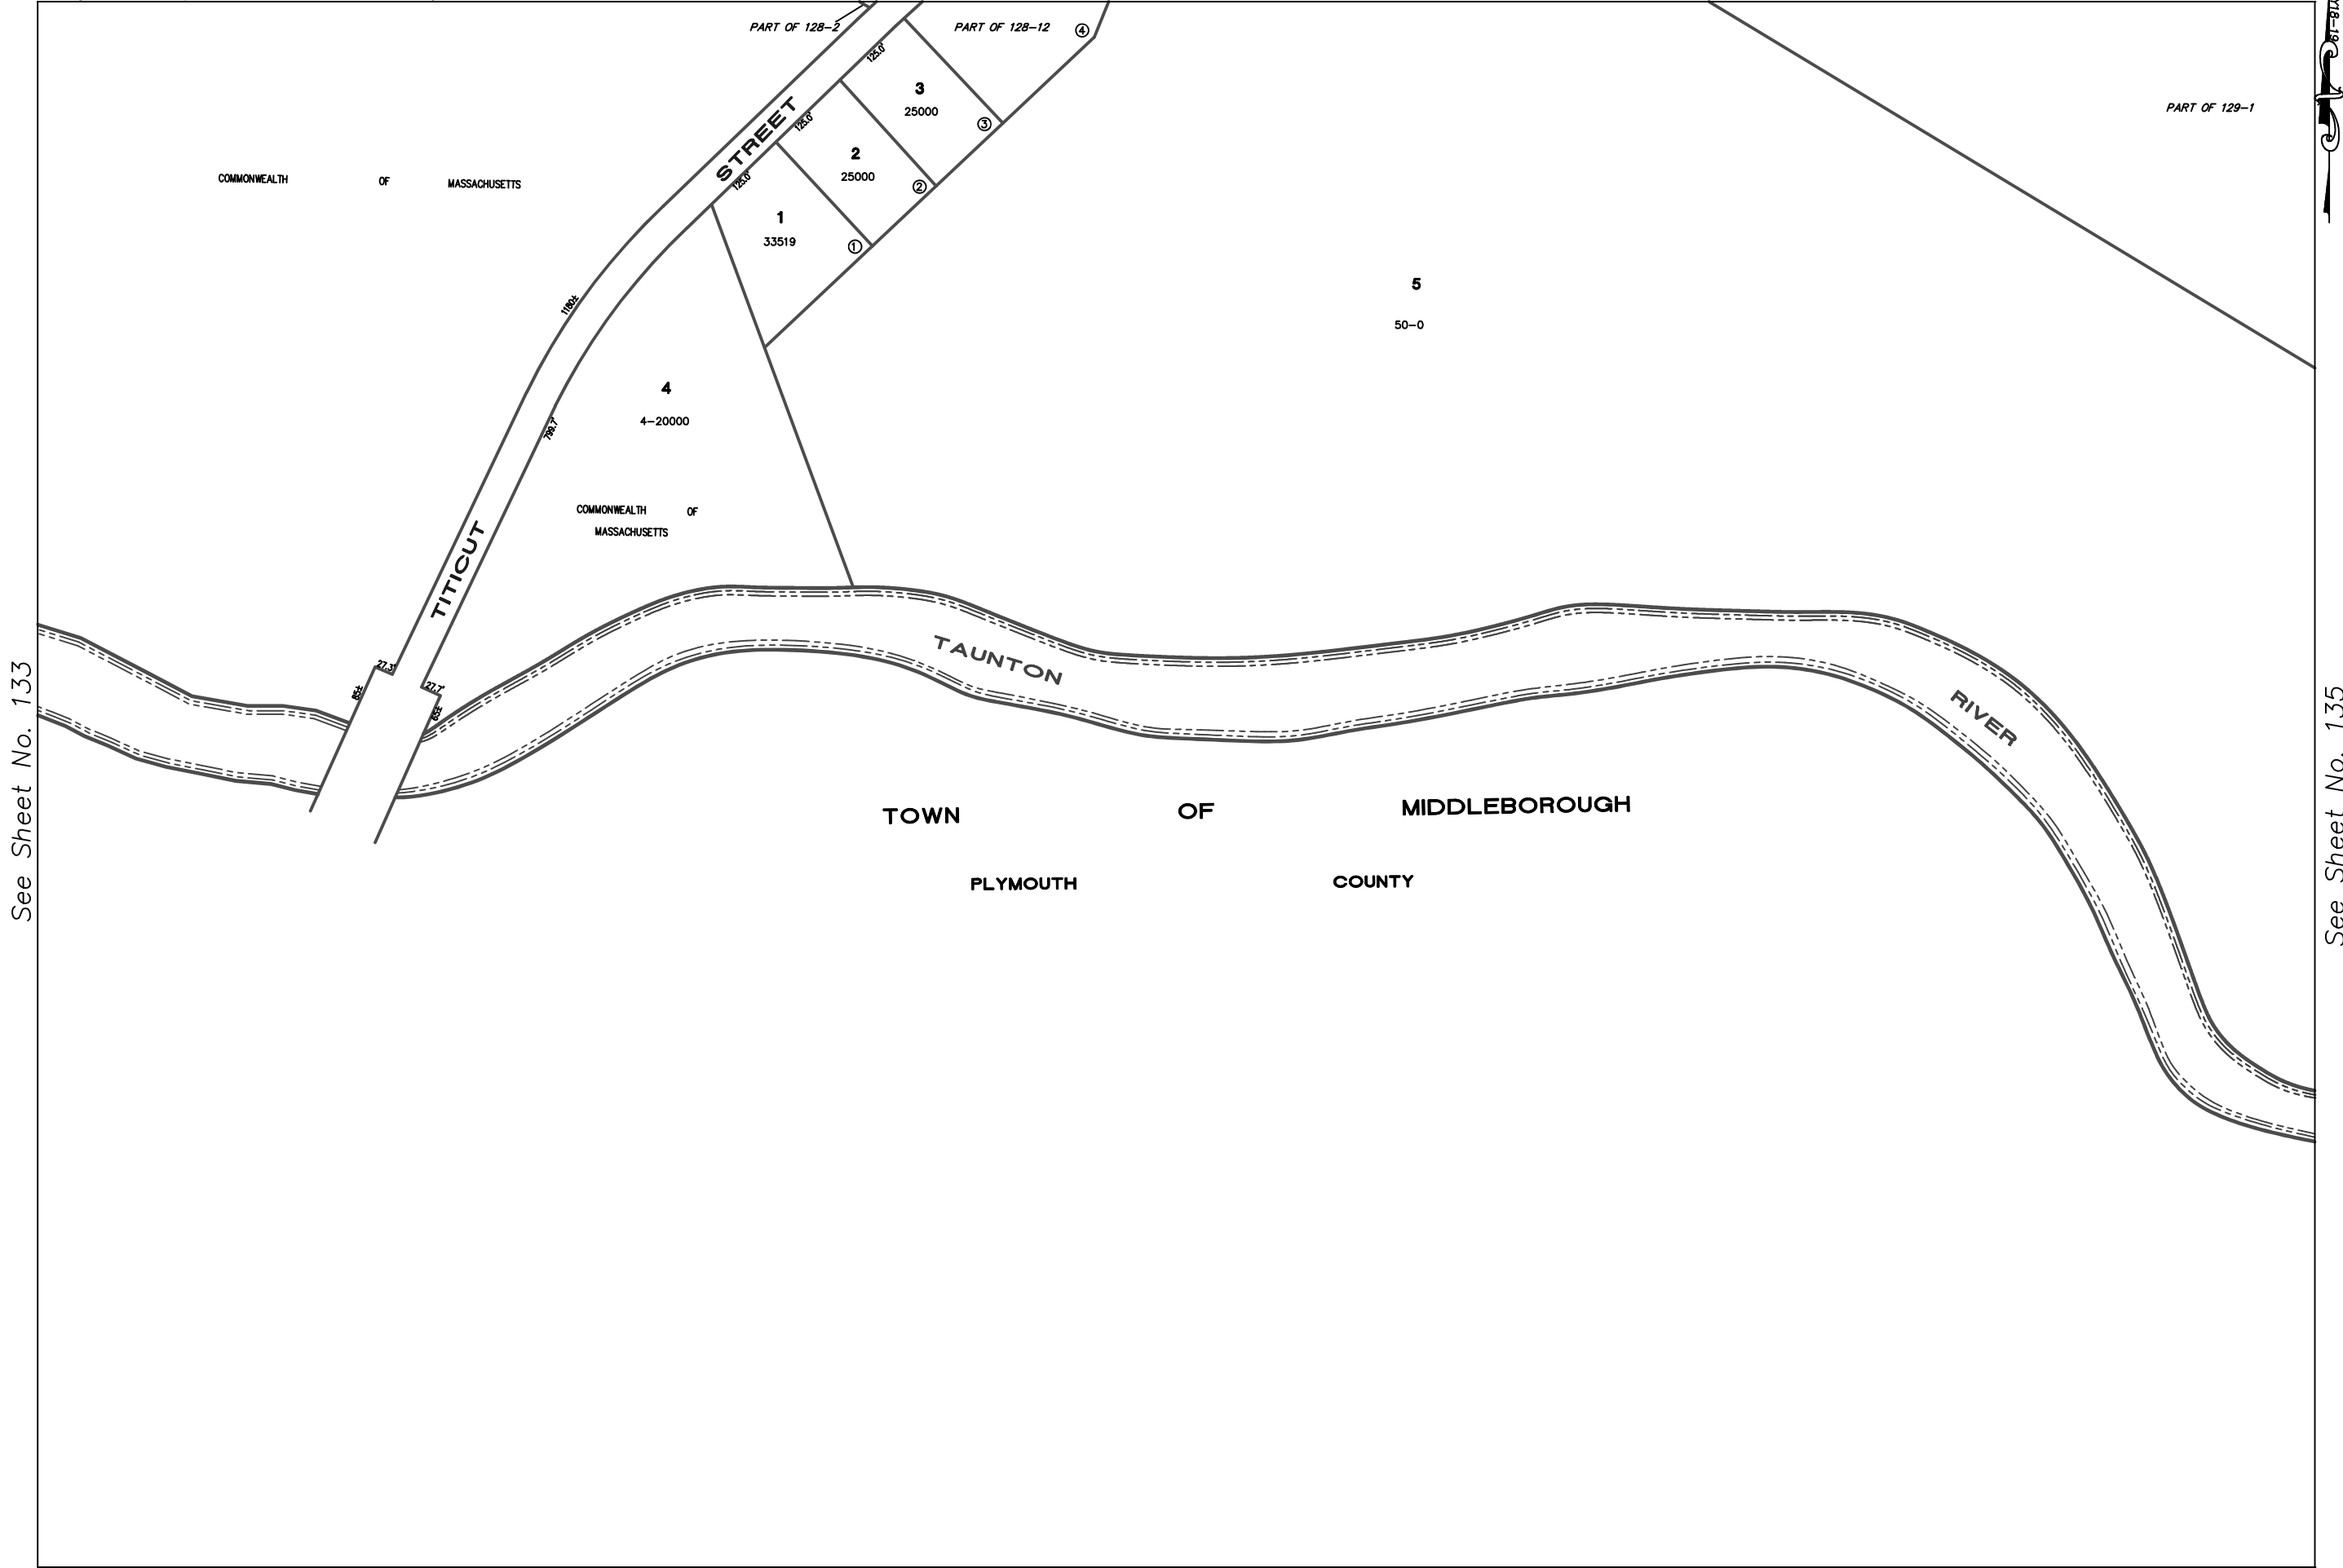 PART OF 128-2
PART OF 128-12
④
125.0'
3
25000
③
PART OF 129-1
STREET
125.0'
2
25000
②
125.0'
1
33519
①
COMMONWEALTH OF MASSACHUSETTS
1180±
5
50-0
4
4-20000
799.7'
COMMONWEALTH OF
MASSACHUSETTS
TITICUT
27.3'
85±
27.7'
65±
TAUNTON
RIVER
See Sheet No. 133
See Sheet No. 135
TOWN OF MIDDLEBOROUGH
PLYMOUTH COUNTY